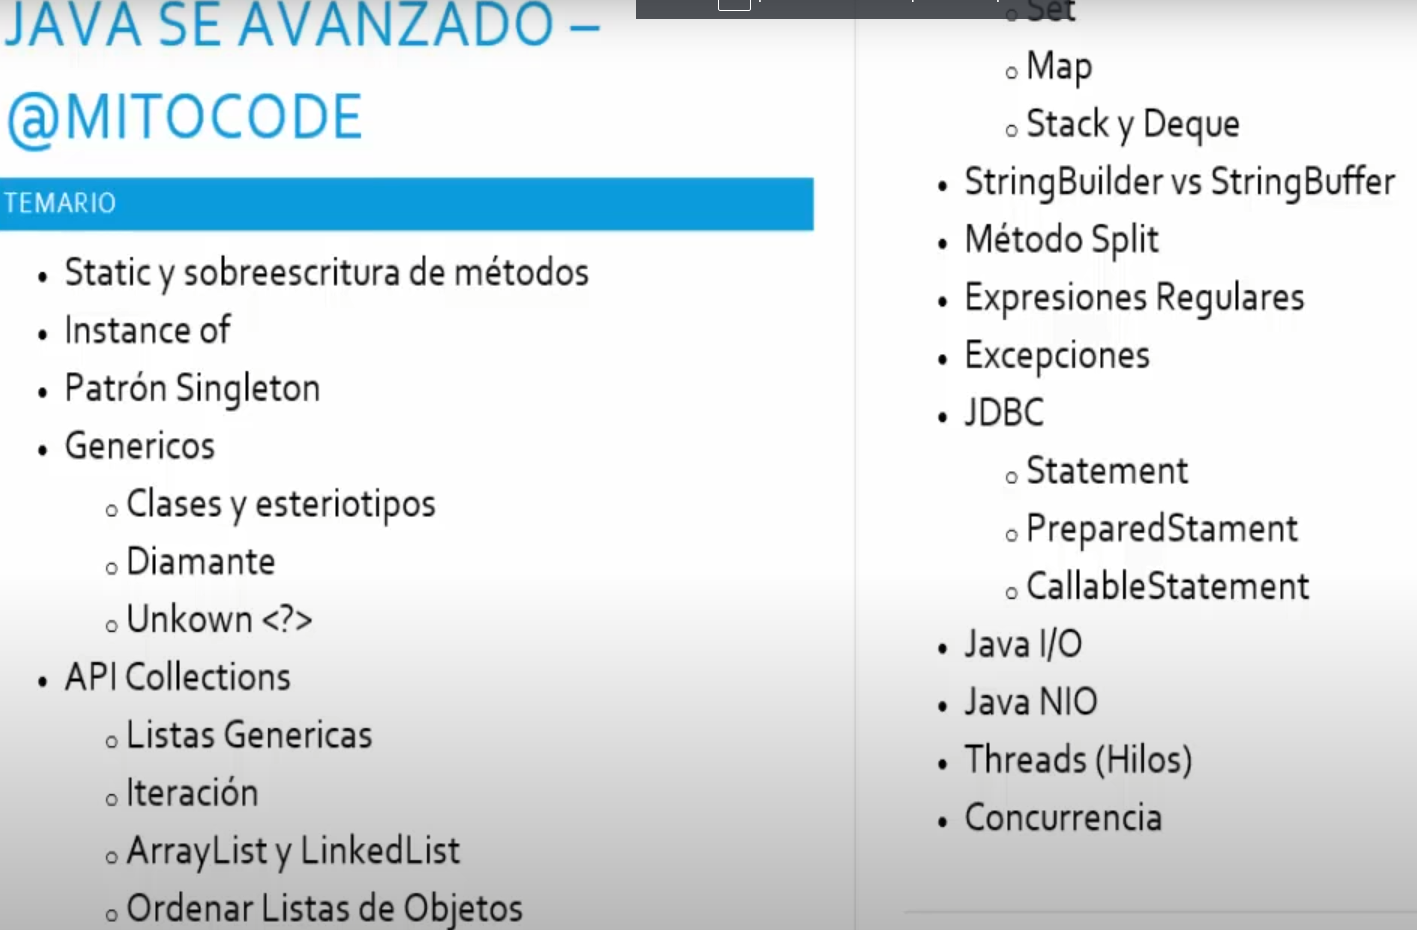 JAVA SE AVANZADO –
@MITOCODE
TEMARIO
• Static y sobreescritura de métodos
• Instance of
• Patrón Singleton
• Genericos
o Clases y esteriotipos
o Diamante
o Unkown <?>
• API Collections
o Listas Genericas
o Iteración
o ArrayList y LinkedList
o Ordenar Listas de Objetos
o Set
o Map
o Stack y Deque
• StringBuilder vs StringBuffer
• Método Split
• Expresiones Regulares
• Excepciones
• JDBC
o Statement
o PreparedStament
o CallableStatement
• Java I/O
• Java NIO
• Threads (Hilos)
• Concurrencia